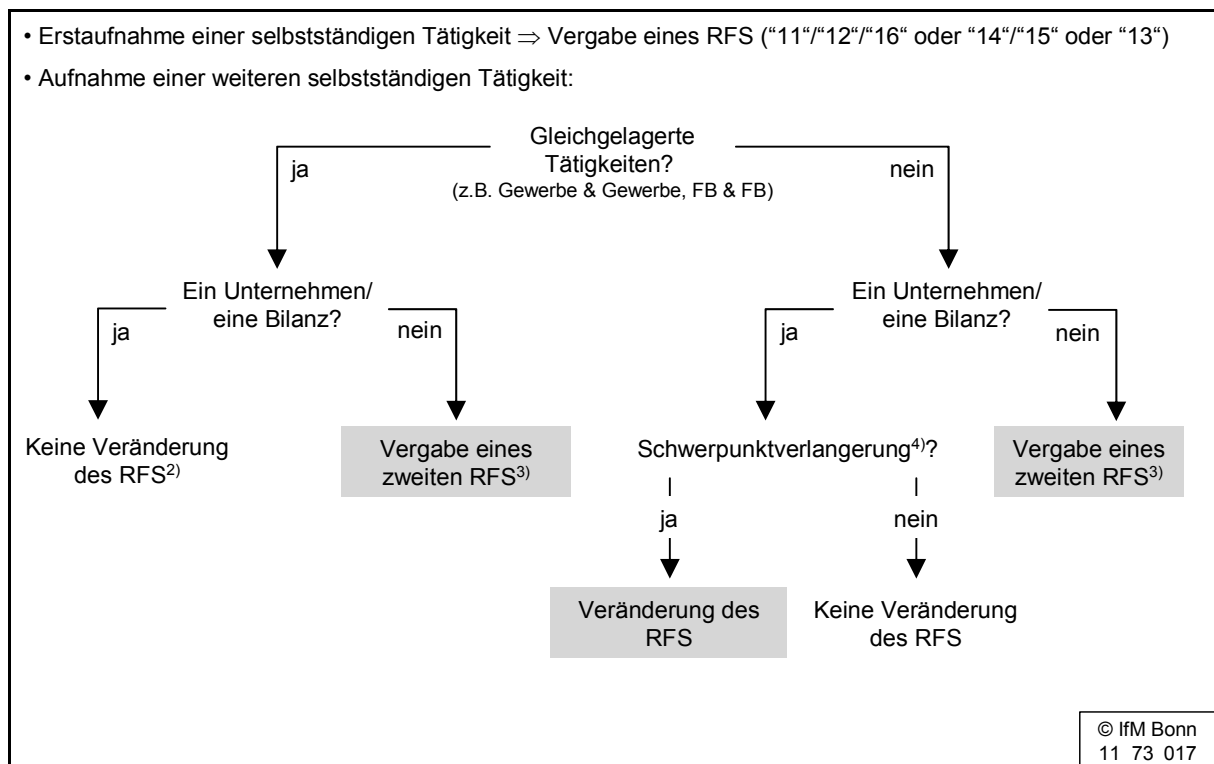 • Erstaufnahme einer selbstständigen Tätigkeit ⇒ Vergabe eines RFS (“11“/“12“/“16“ oder “14“/“15“ oder “13“)
• Aufnahme einer weiteren selbstständigen Tätigkeit:
Gleichgelagerte
Tätigkeiten?
(z.B. Gewerbe & Gewerbe, FB & FB)
ja
nein
Ein Unternehmen/
eine Bilanz?
ja
nein
Ein Unternehmen/
eine Bilanz?
ja
nein
Keine Veränderung
des RFS2)
Vergabe eines
zweiten RFS3)
Schwerpunktverlangerung4)?
Vergabe eines
zweiten RFS3)
ja
nein
Veränderung des
RFS
Keine Veränderung
des RFS
© IfM Bonn
11 73 017